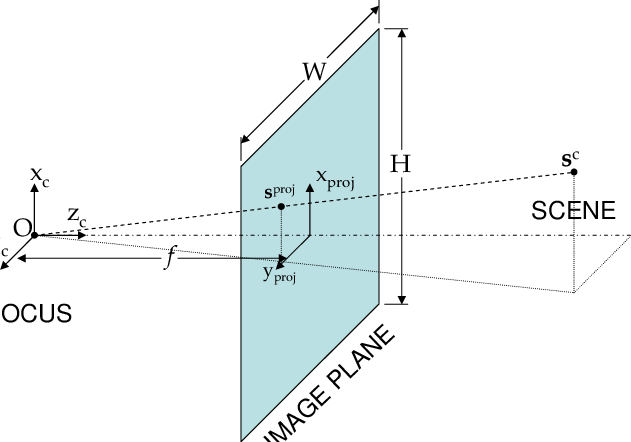 W
H
x_c
z_c
O
c
f
s^proj
x_proj
y_proj
s^c
SCENE
OCUS
IMAGE PLANE